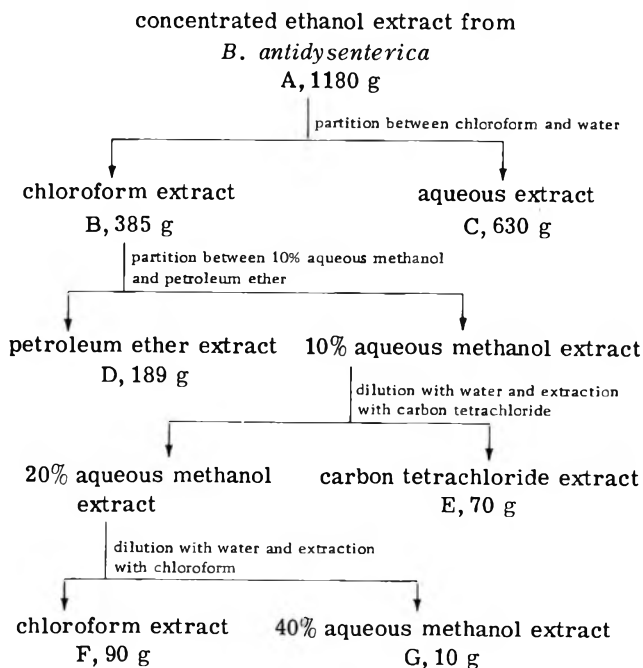 concentrated ethanol extract from
B. antidysenterica
A, 1180 g
partition between chloroform and water
chloroform extract
B, 385 g
aqueous extract
C, 630 g
partition between 10% aqueous methanol
and petroleum ether
petroleum ether extract
D, 189 g
10% aqueous methanol extract
dilution with water and extraction
with carbon tetrachloride
20% aqueous methanol
extract
carbon tetrachloride extract
E, 70 g
dilution with water and extraction
with chloroform
chloroform extract
F, 90 g
40% aqueous methanol extract
G, 10 g